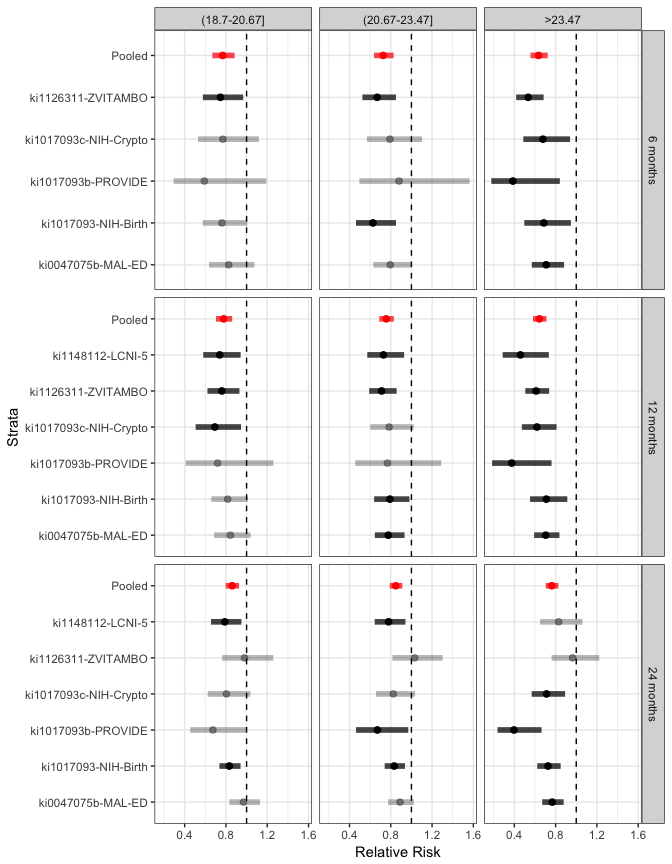 (18.7-20.67]
(20.67-23.47]
>23.47
Pooled
ki1126311-ZVITAMBO
ki1017093c-NIH-Crypto
ki1017093b-PROVIDE
ki1017093-NIH-Birth
ki0047075b-MAL-ED
6 months
Pooled
ki1148112-LCNI-5
ki1126311-ZVITAMBO
ki1017093c-NIH-Crypto
ki1017093b-PROVIDE
ki1017093-NIH-Birth
ki0047075b-MAL-ED
12 months
Pooled
ki1148112-LCNI-5
ki1126311-ZVITAMBO
ki1017093c-NIH-Crypto
ki1017093b-PROVIDE
ki1017093-NIH-Birth
ki0047075b-MAL-ED
24 months
Strata
0.4 0.8 1.2 1.6
0.4 0.8 1.2 1.6
0.4 0.8 1.2 1.6
Relative Risk